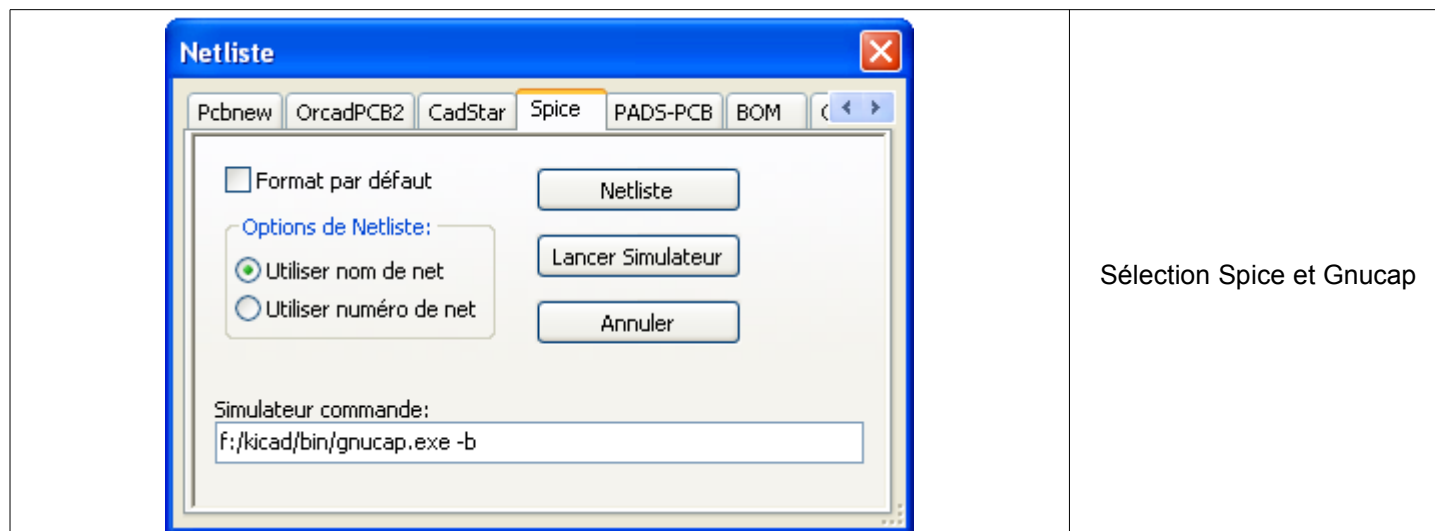 Netliste
Pcbnew OrcadPCB2 CadStar Spice PADS-PCB BOM
Format par défaut
Netliste
Options de Netliste:
Utiliser nom de net
Lancer Simulateur
Utiliser numéro de net
Annuler
Simulateur commande:
f:/kicad/bin/gnucap.exe -b
Sélection Spice et Gnucap